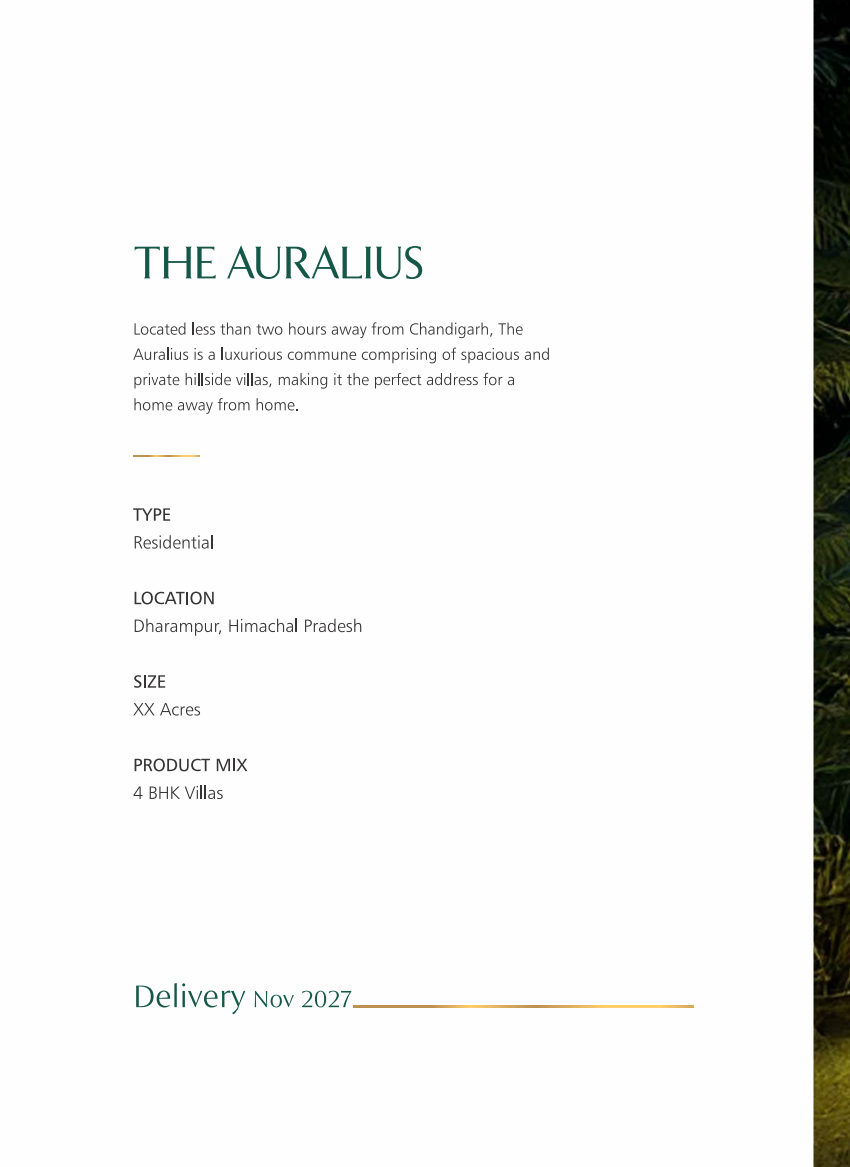 THE AURALIUS
Located less than two hours away from Chandigarh, The
Auralius is a luxurious commune comprising of spacious and
private hillside villas, making it the perfect address for a
home away from home.
TYPE
Residential
LOCATION
Dharampur, Himachal Pradesh
SIZE
XX Acres
PRODUCT MIX
4 BHK Villas
Delivery Nov 2027